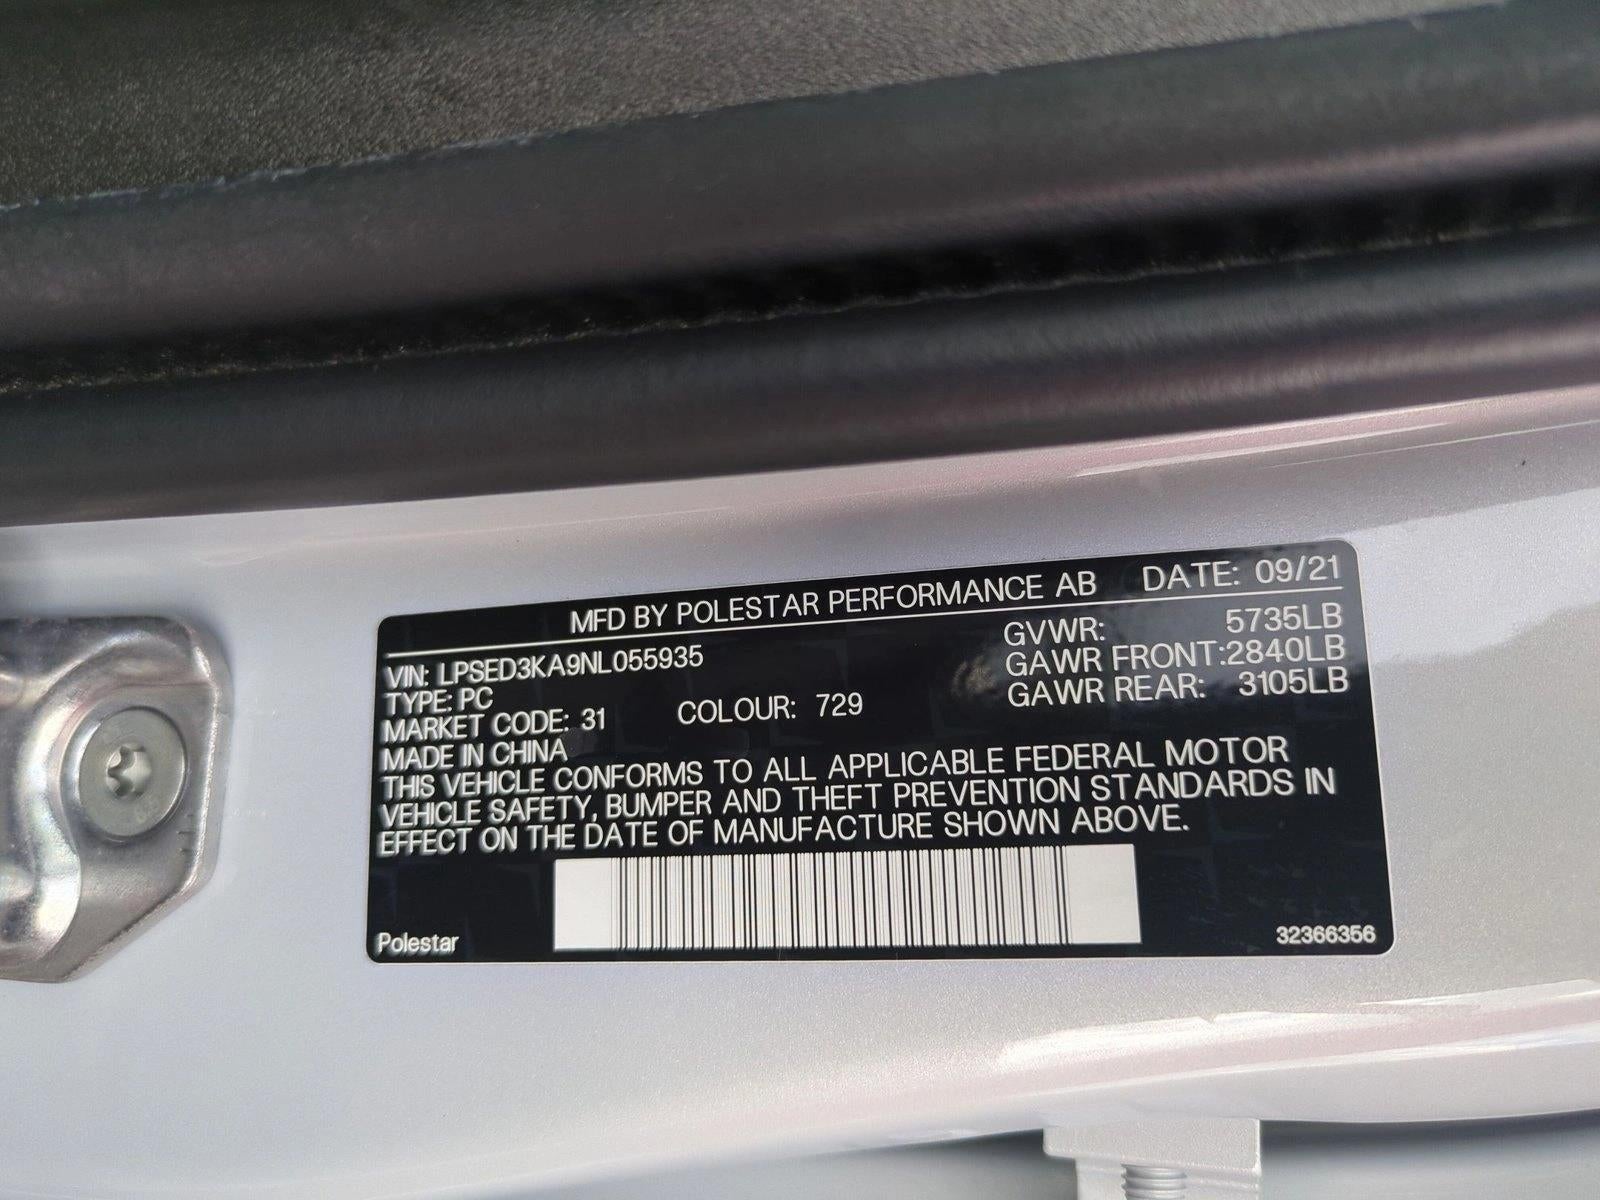 MFD BY POLESTAR PERFORMANCE AB DATE: 09/21
VIN: LPSED3KA9NL055935 GVWR: 5735LB
TYPE: PC GAWR FRONT:2840LB
MARKET CODE: 31 COLOUR: 729 GAWR REAR: 3105LB
MADE IN CHINA
THIS VEHICLE CONFORMS TO ALL APPLICABLE FEDERAL MOTOR
VEHICLE SAFETY, BUMPER AND THEFT PREVENTION STANDARDS IN
EFFECT ON THE DATE OF MANUFACTURE SHOWN ABOVE.
Polestar 32366356